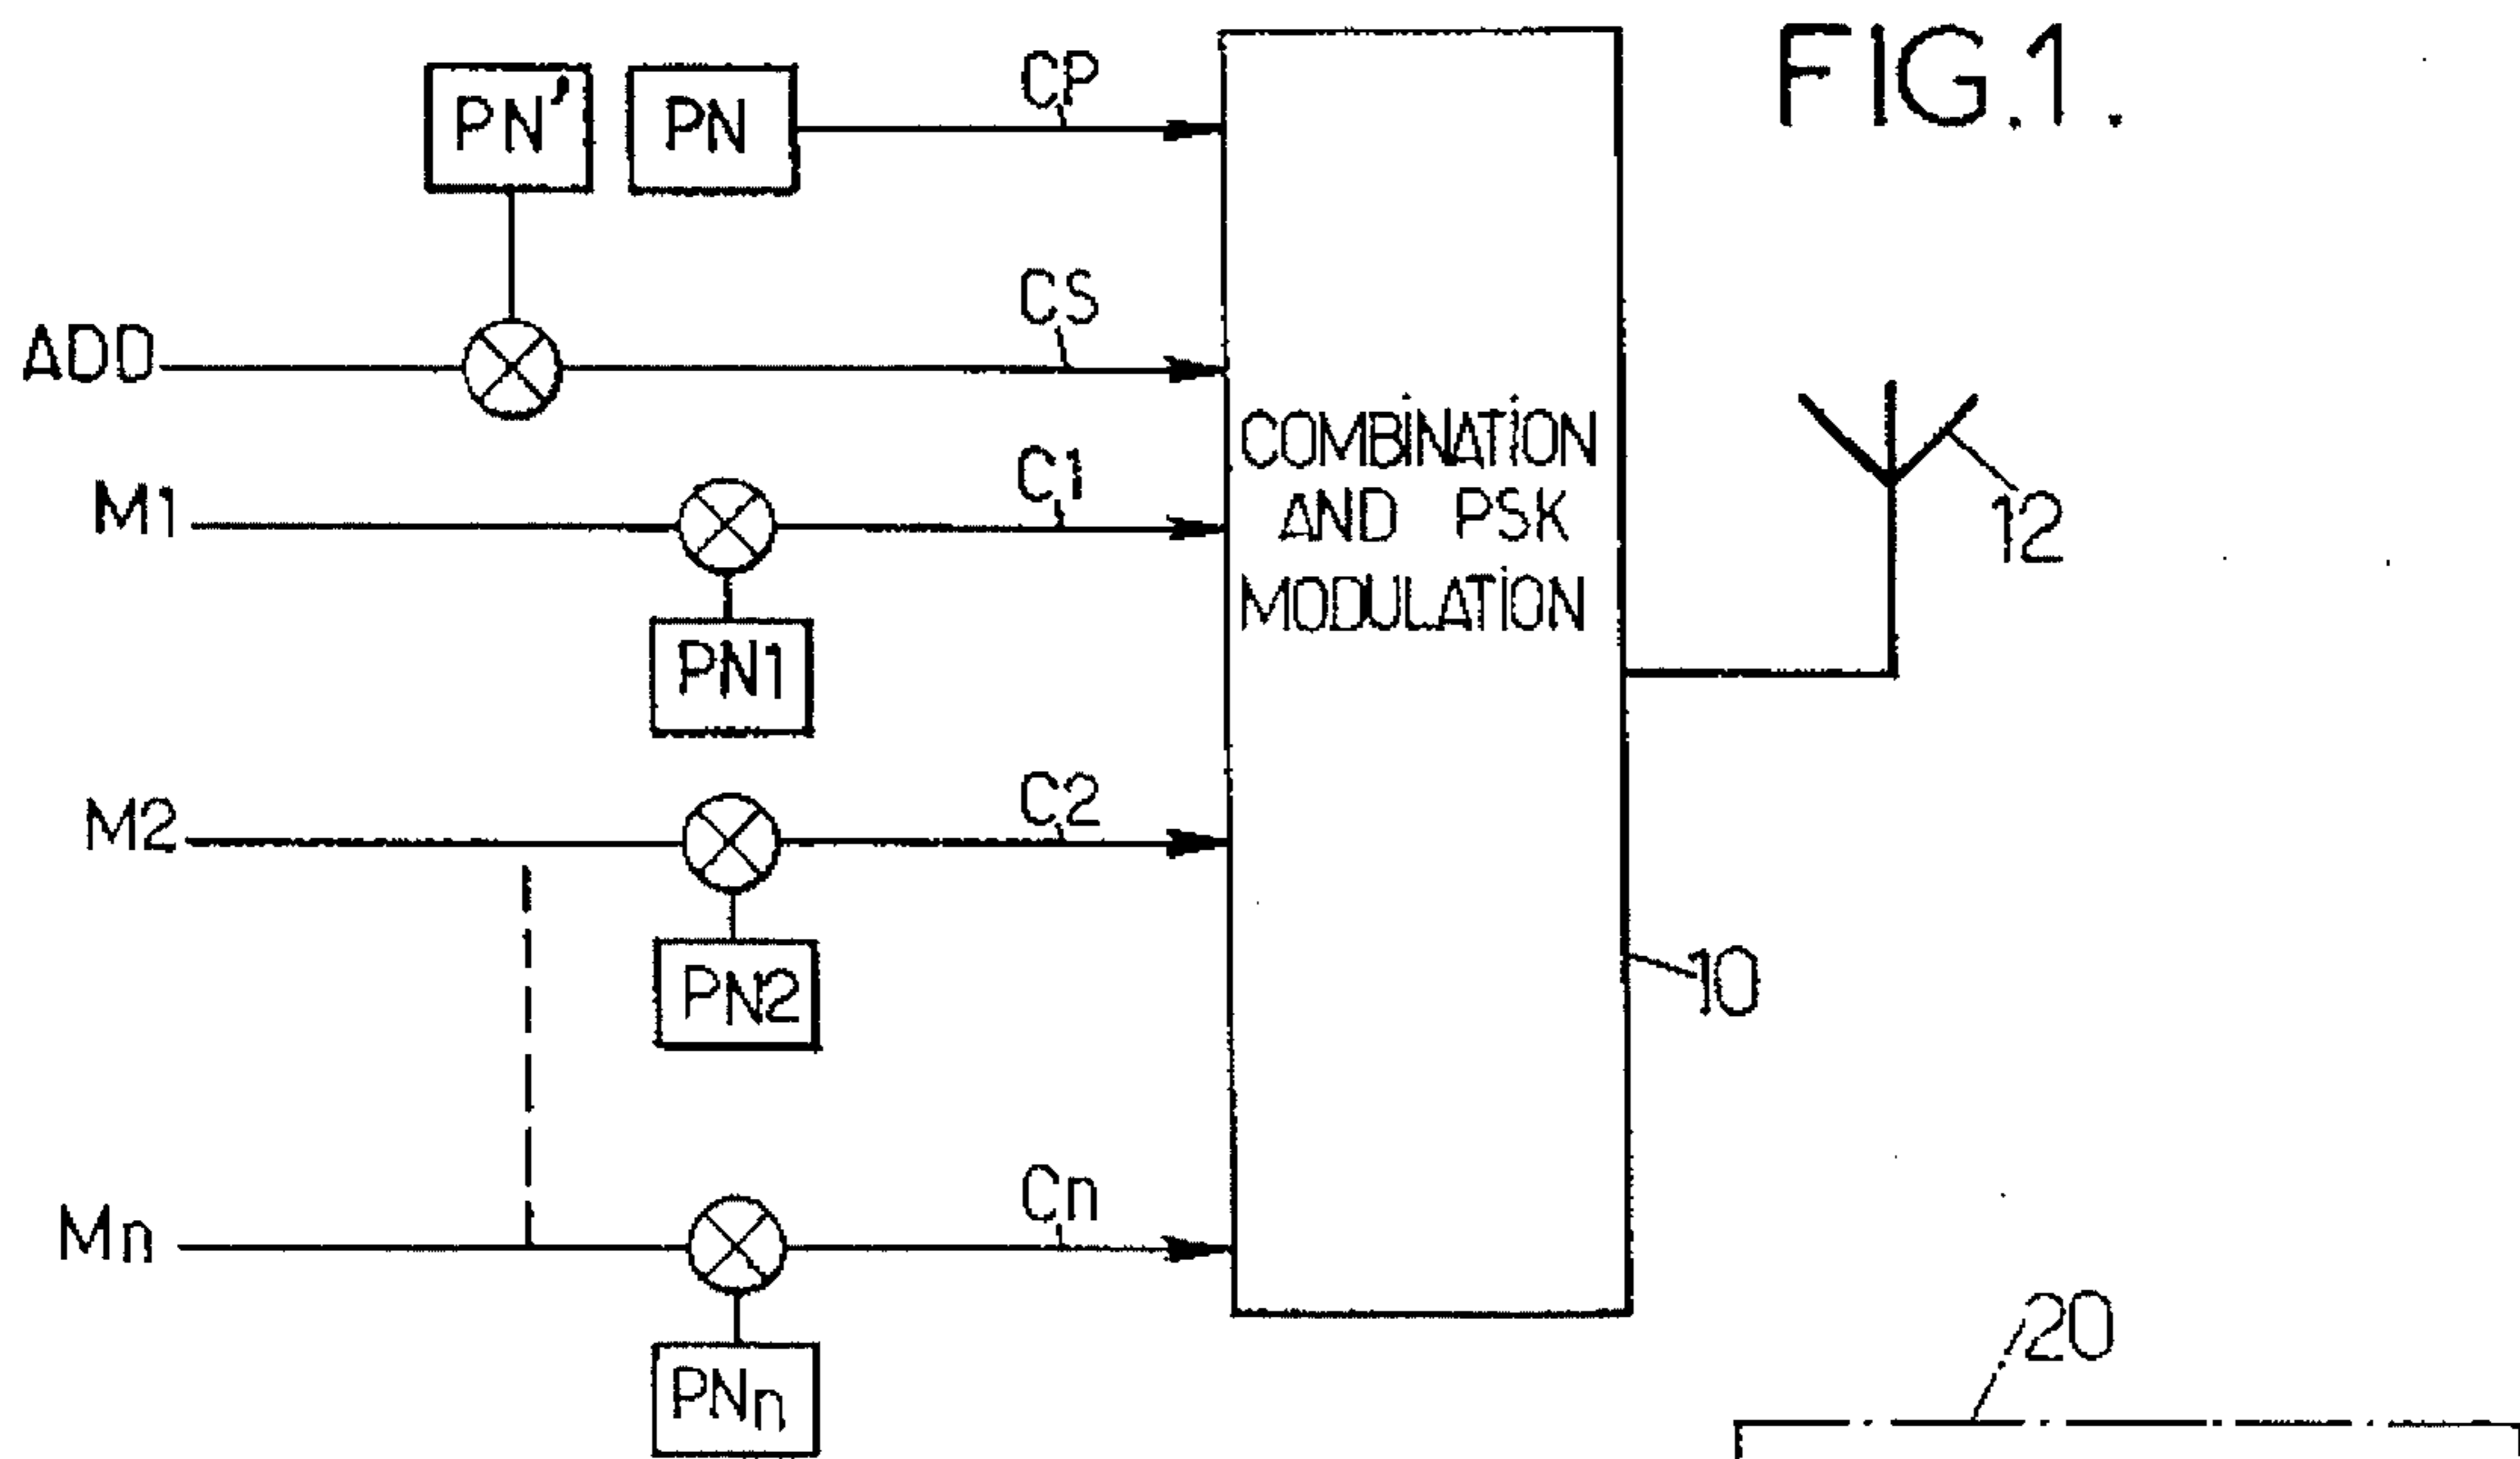 FIG.1.
PN'
PN
CP
ADD
CS
M1
C1
PN1
COMBINATION
AND PSK
MODULATION
12
M2
C2
PN2
10
Mn
Cn
PNn
20